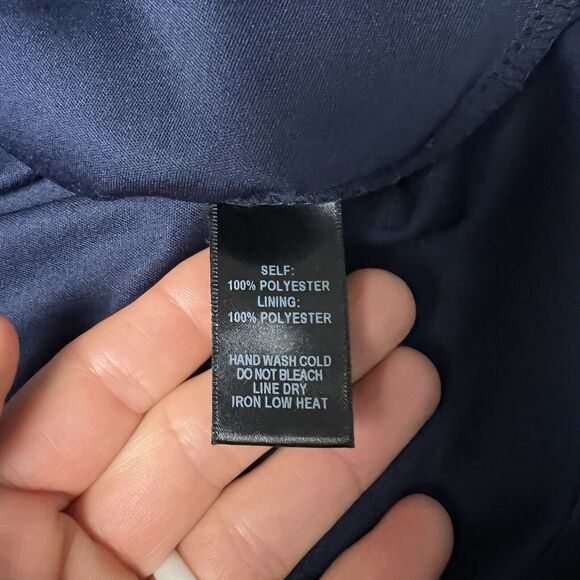 SELF:
100% POLYESTER
LINING:
100% POLYESTER
HAND WASH COLD
DO NOT BLEACH
LINE DRY
IRON LOW HEAT